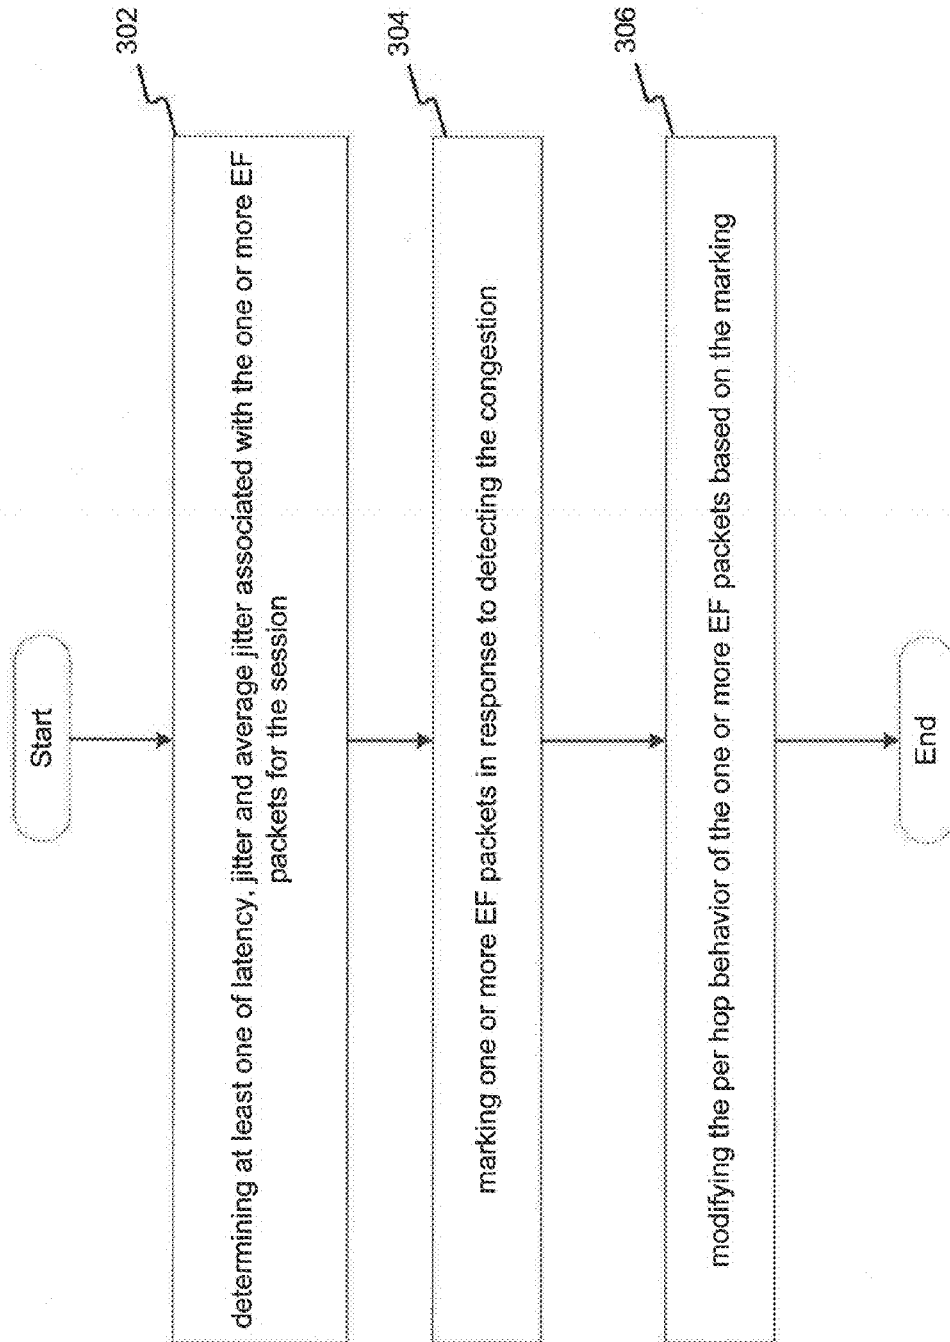 Start
302
determining at least one of latency, jitter and average jitter associated with the one or more EF
packets for the session
304
marking one or more EF packets in response to detecting the congestion
306
modifying the per hop behavior of the one or more EF packets based on the marking
End